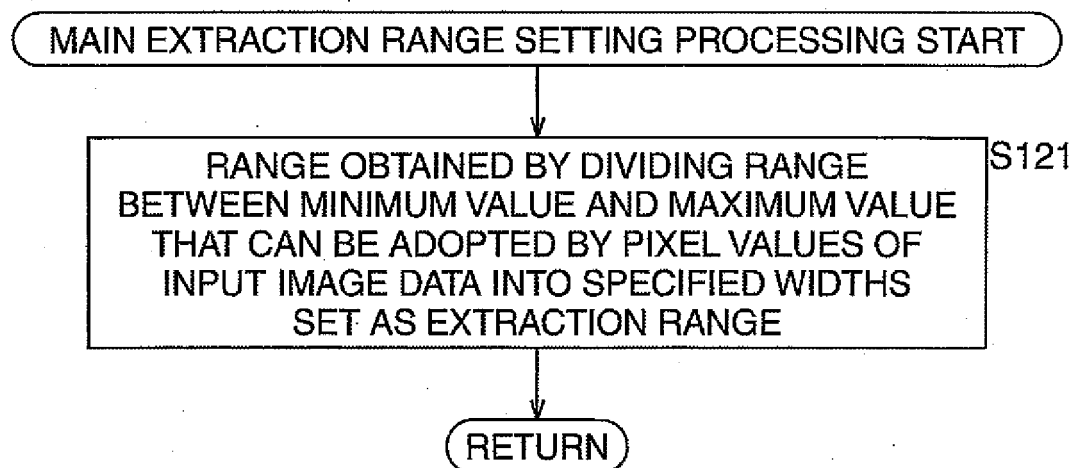 MAIN EXTRACTION RANGE SETTING PROCESSING START
S121
RANGE OBTAINED BY DIVIDING RANGE
BETWEEN MINIMUM VALUE AND MAXIMUM VALUE
THAT CAN BE ADOPTED BY PIXEL VALUES OF
INPUT IMAGE DATA INTO SPECIFIED WIDTHS
SET AS EXTRACTION RANGE
RETURN